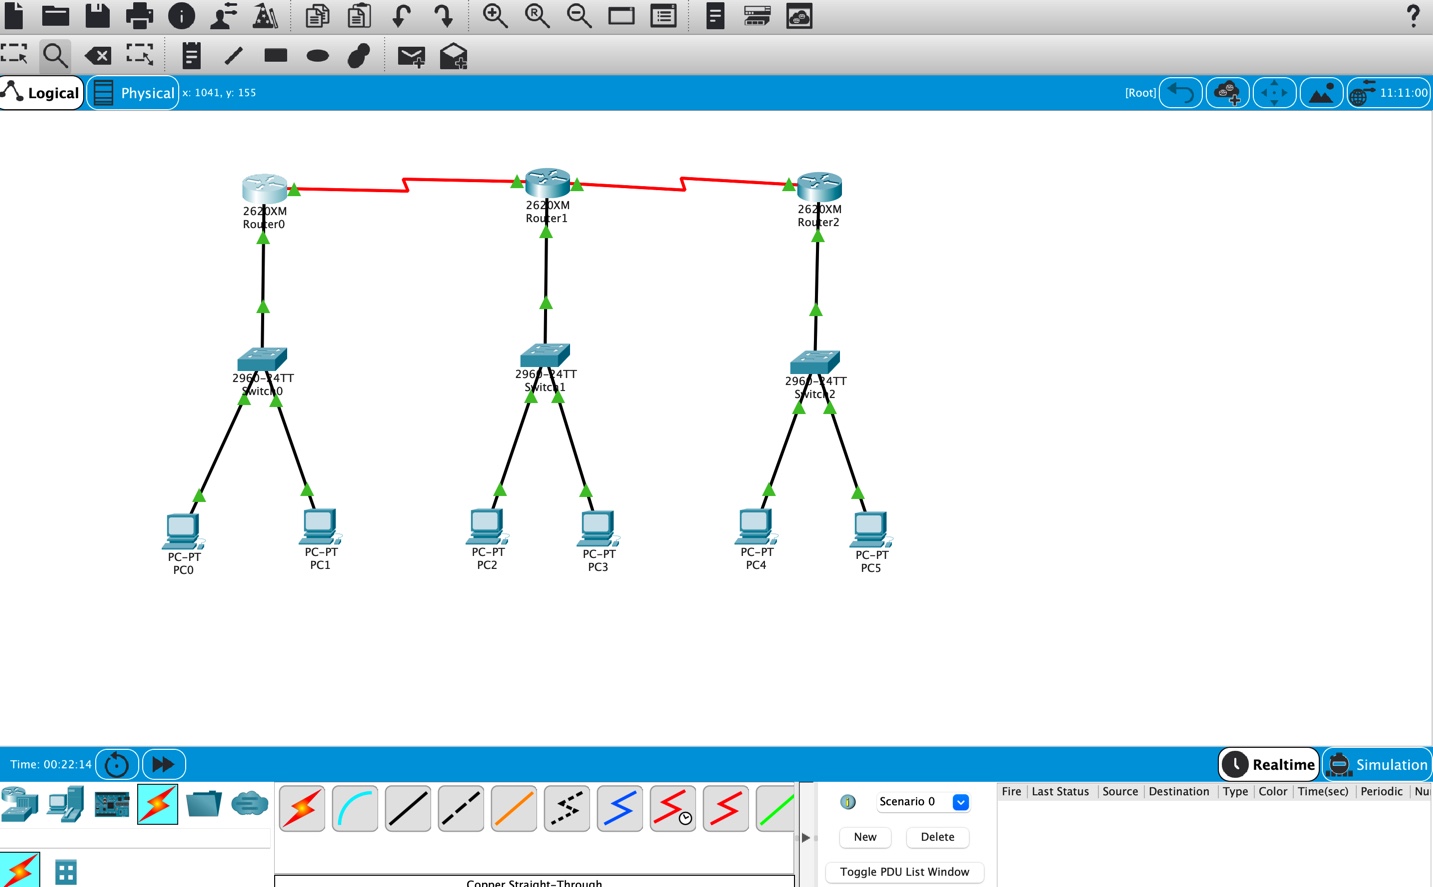 ?
Logical
Physical
x: 1041, y: 155
[Root]
11:11:00
2620XM
Router0
2620XM
Router1
2620XM
Router2
2960-24TT
Switch0
2960-24TT
Switch1
2960-24TT
Switch2
PC-PT
PC0
PC-PT
PC1
PC-PT
PC2
PC-PT
PC3
PC-PT
PC4
PC-PT
PC5
Time: 00:22:14
Realtime
Simulation
Scenario 0
New
Delete
Toggle PDU List Window
Fire Last Status Source Destination Type Color Time(sec) Periodic Nu
Copper Straight-Through